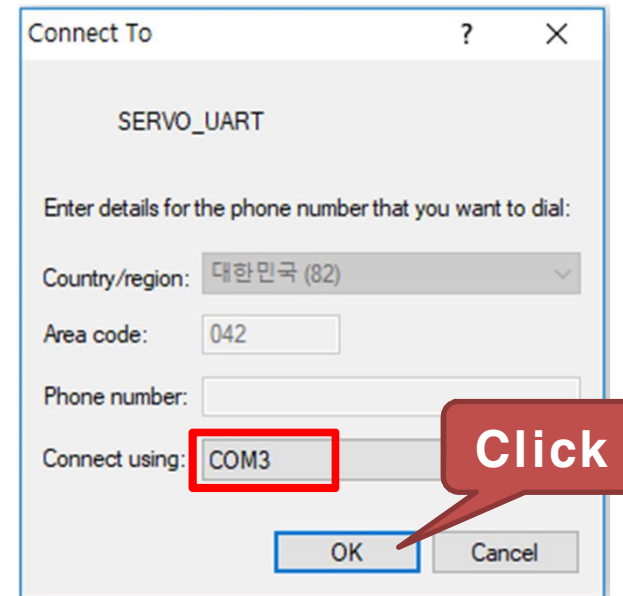 Connect To ?
SERVO_UART
Enter details for the phone number that you want to dial:
Country/region: 대한민국 (82)
Area code: 042
Phone number:
Connect using: COM3
Click
OK Cancel